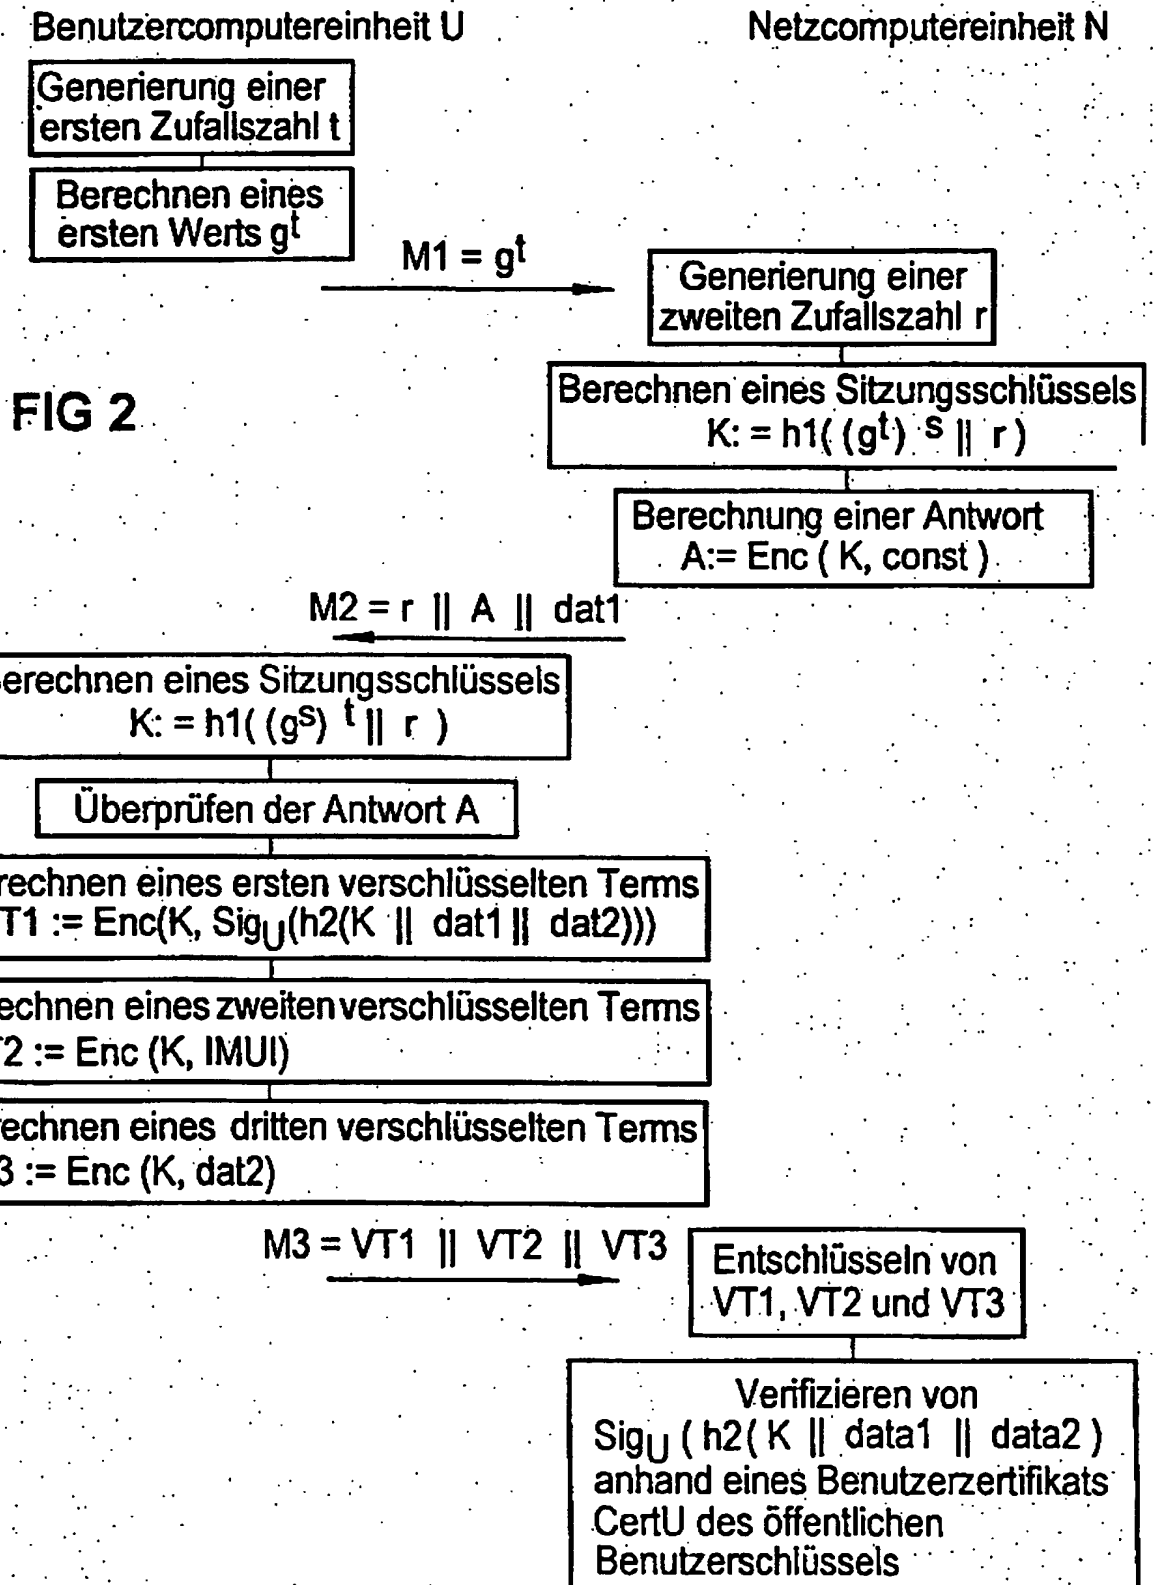 Benutzercomputereinheit U
Netzcomputereinheit N
Generierung einer
ersten Zufallszahl t
Berechnen eines
ersten Werts g^t
M1 = g^t
Generierung einer
zweiten Zufallszahl r
FIG 2
Berechnen eines Sitzungsschlüssels
K: = h1( (g^t) ^s || r )
Berechnung einer Antwort
A:= Enc ( K, const )
M2 = r || A || dat1
erechnen eines Sitzungsschlüssels
K: = h1( (g^s) ^t || r )
Überprüfen der Antwort A
rechnen eines ersten verschlüsselten Terms
T1 := Enc(K, Sig_U(h2(K || dat1 || dat2)))
echnen eines zweiten verschlüsselten Terms
2 := Enc (K, IMUI)
echnen eines dritten verschlüsselten Terms
3 := Enc (K, dat2)
M3 = VT1 || VT2 || VT3
Entschlüsseln von
VT1, VT2 und VT3
Verifizieren von
Sig_U ( h2( K || data1 || data2 )
anhand eines Benutzerzertifikats
CertU des öffentlichen
Benutzerschlüssels